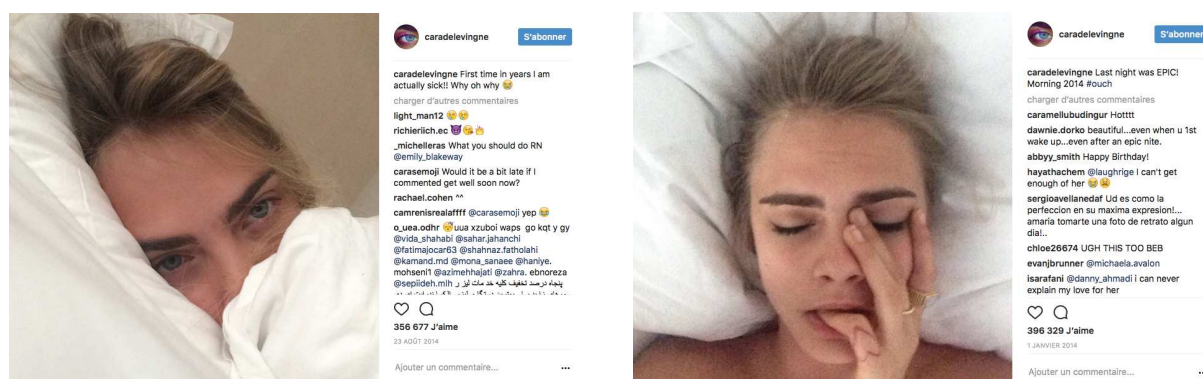 caradelevingne
S'abonner
caradelevingne First time in years I am
actually sick!! Why oh why 😭
charger d'autres commentaires
light_man12 😢😢
richieriich.ec 😈😘🔥
_michelleras What you should do RN
@emily_blakeway
carasemoji Would it be a bit late if I
commented get well soon now?
rachael.cohen ^^
camrenisrealaffff @carasemoji yep 😂
o_uea.odhr 😴uua xzuboi waps go kqt y gy
@vida_shahabi @sahar.jahanchi
@fatimajocar63 @shahnaz.fatholahi
@kamand.md @mona_sanaee @haniye.
mohseni1 @azimehhajati @zahra. ebnoreza
@sepiideh.mlh پنجاه درصد تخفیف کلیه خد مات لیز ر
356 677 J'aime
23 AOÛT 2014
Ajouter un commentaire...
caradelevingne
S'abonner
caradelevingne Last night was EPIC!
Morning 2014 #ouch
charger d'autres commentaires
caramellubudingur Hotttt
dawnie.dorko beautiful...even when u 1st
wake up...even after an epic nite.
abbyy_smith Happy Birthday!
hayathachem @laughrige I can't get
enough of her 😂😫
sergioavellanedaf Ud es como la
perfeccion en su maxima expresion!...
amaria tomarte una foto de retrato algun
dia!..
chloe26674 UGH THIS TOO BEB
evanjbrunner @michaela.avalon
isarafani @danny_ahmadi i can never
explain my love for her
396 329 J'aime
1 JANVIER 2014
Ajouter un commentaire...